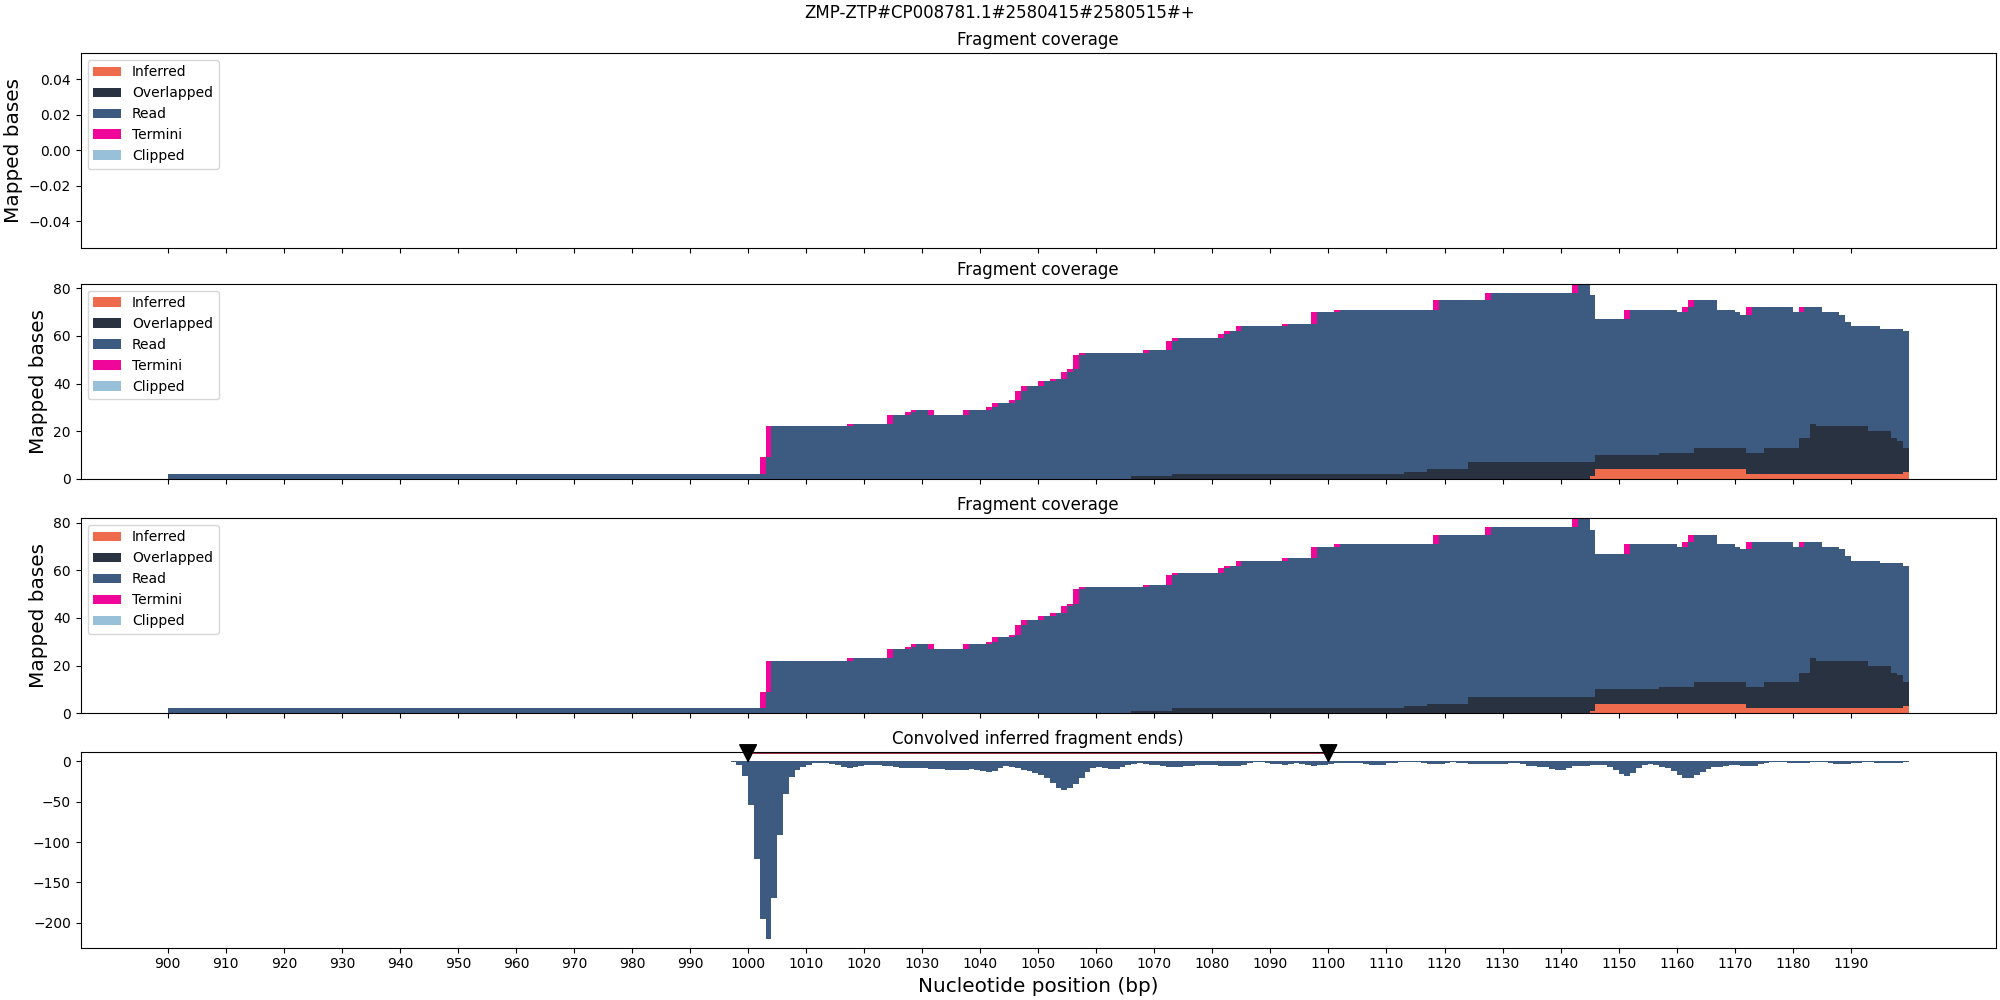 ZMP-ZTP#CP008781.1#2580415#2580515#+
Fragment coverage
Mapped bases
0.04
0.02
0.00
−0.02
−0.04
Inferred
Overlapped
Read
Termini
Clipped
Fragment coverage
Mapped bases
80
60
40
20
0
Inferred
Overlapped
Read
Termini
Clipped
Fragment coverage
Mapped bases
80
60
40
20
0
Inferred
Overlapped
Read
Termini
Clipped
Convolved inferred fragment ends)
0
−50
−100
−150
−200
900 910 920 930 940 950 960 970 980 990 1000 1010 1020 1030 1040 1050 1060 1070 1080 1090 1100 1110 1120 1130 1140 1150 1160 1170 1180 1190
Nucleotide position (bp)